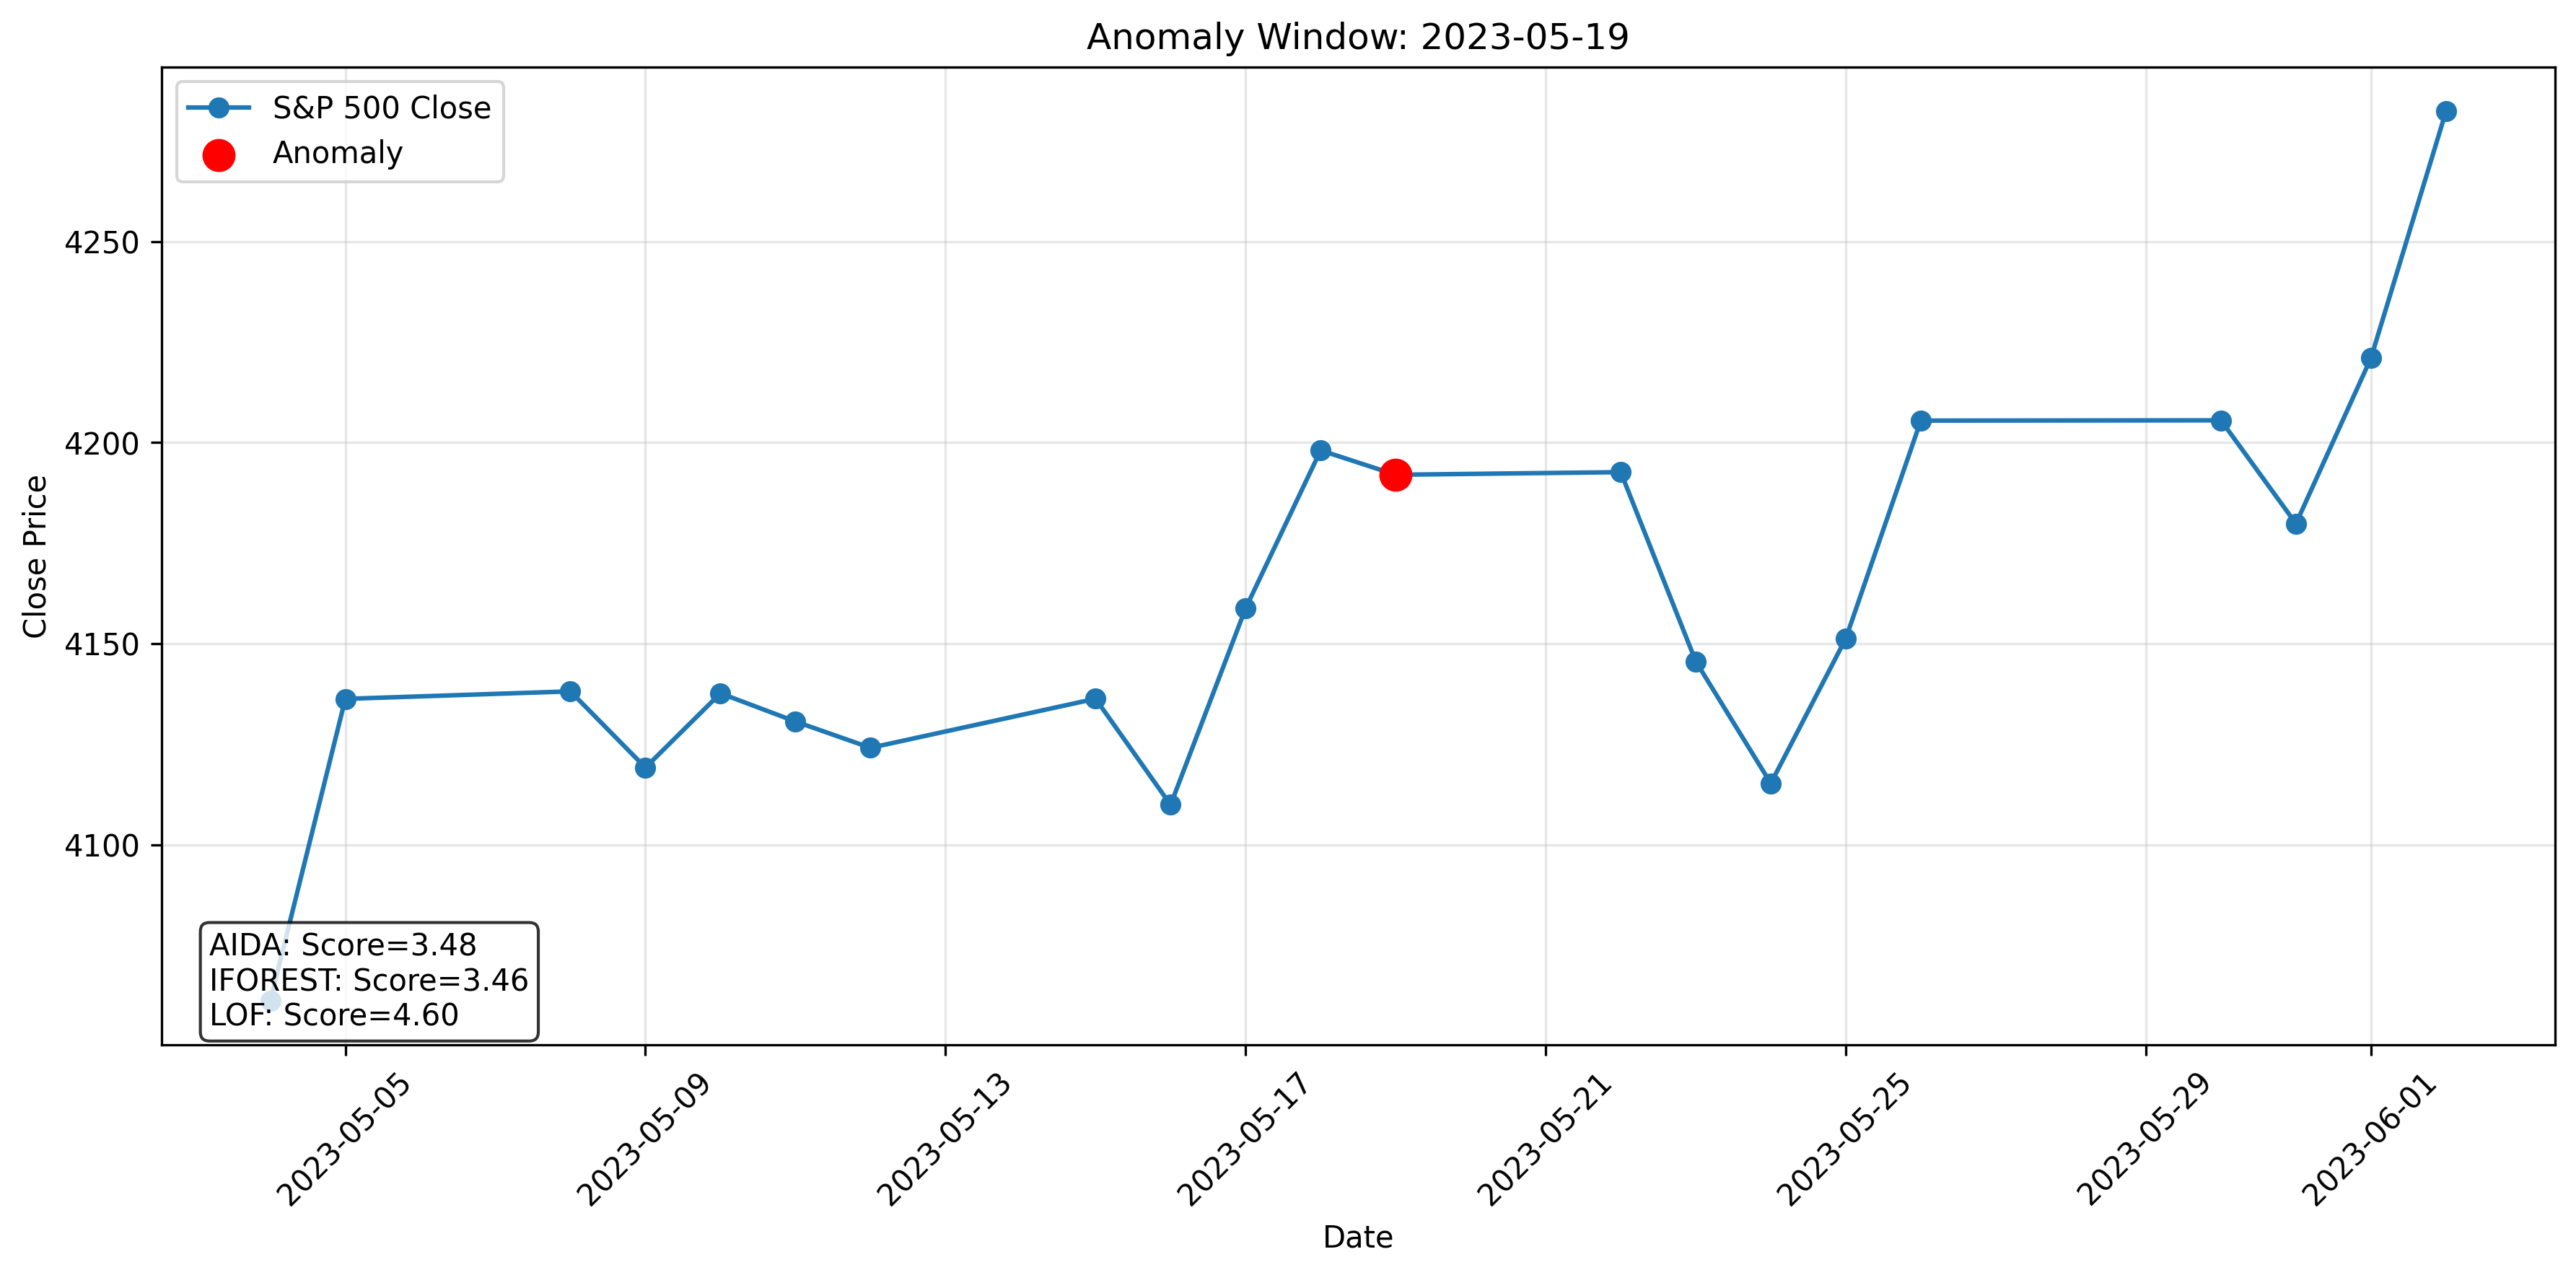 Anomaly Window: 2023-05-19
S&P 500 Close
Anomaly
4250
4200
4150
4100
Close Price
AIDA: Score=3.48
IFOREST: Score=3.46
LOF: Score=4.60
2023-05-05
2023-05-09
2023-05-13
2023-05-17
2023-05-21
2023-05-25
2023-05-29
2023-06-01
Date